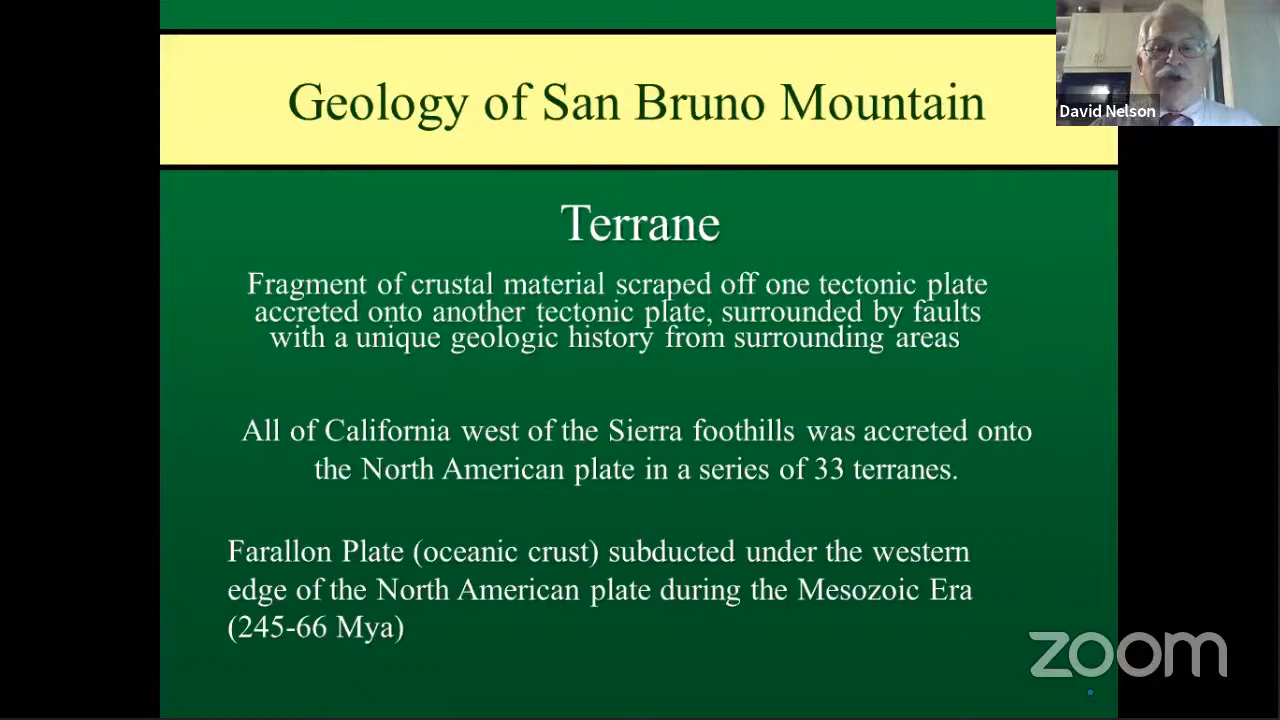 Geology of San Bruno Mountain
David Nelson
Terrane
Fragment of crustal material scraped off one tectonic plate
accreted onto another tectonic plate, surrounded by faults
with a unique geologic history from surrounding areas
All of California west of the Sierra foothills was accreted onto
the North American plate in a series of 33 terranes.
Farallon Plate (oceanic crust) subducted under the western
edge of the North American plate during the Mesozoic Era
(245-66 Mya)
zoom